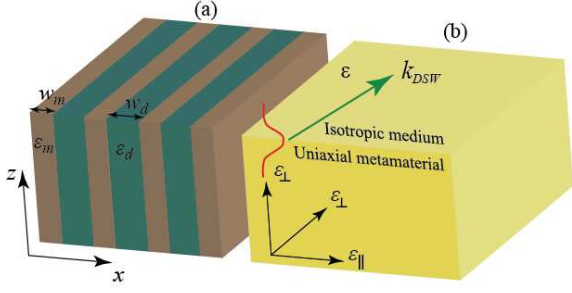 (a)
(b)
w_m
w_d
ε
k_DSW
ε_m
ε_d
Isotropic medium
Uniaxial metamaterial
z
ε_⊥
ε_⊥
x
ε_∥